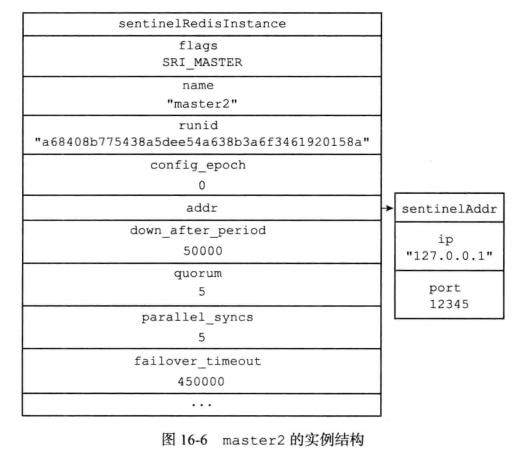 sentinelRedisInstance
flags
SRI_MASTER
name
"master2"
runid
"a68408b775438a5dee54a638b3a6f3461920158a"
config_epoch
0
addr
down_after_period
50000
quorum
5
parallel_syncs
5
failover_timeout
450000
...
sentinelAddr
ip
"127.0.0.1"
port
12345
图 16-6 master2 的实例结构